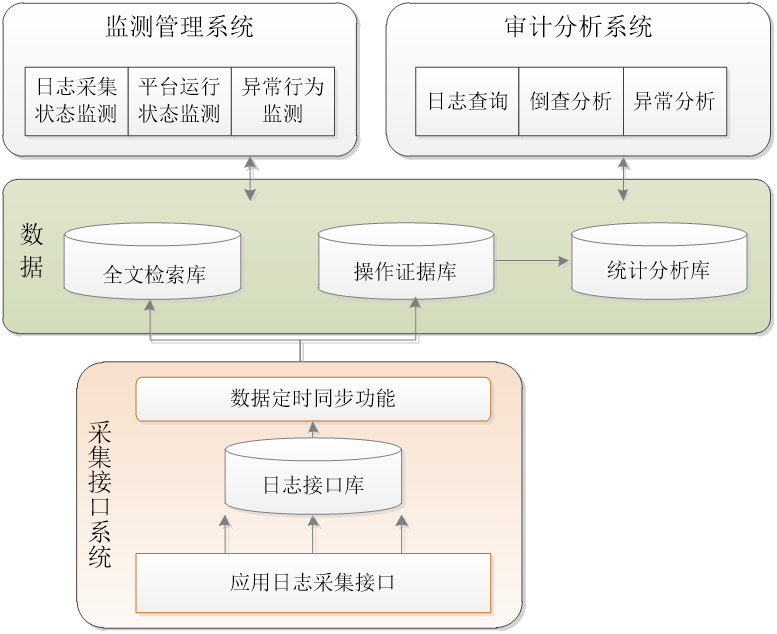 监测管理系统
日志采集
状态监测
平台运行
状态监测
异常行为
监测
审计分析系统
日志查询
倒查分析
异常分析
数据
全文检索库
操作证据库
统计分析库
采集接口系统
数据定时同步功能
日志接口库
应用日志采集接口